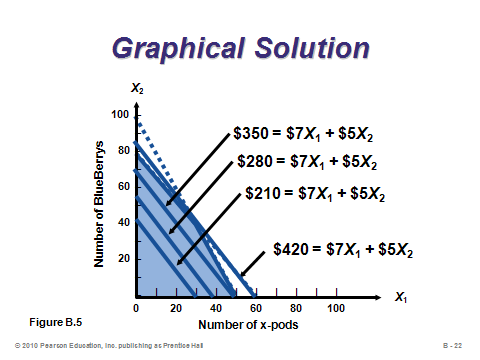 Graphical Solution
X2
100
80
60
40
20
Number of BlueBerrys
$350 = $7X1 + $5X2
$280 = $7X1 + $5X2
$210 = $7X1 + $5X2
$420 = $7X1 + $5X2
0 20 40 60 80 100
X1
Number of x-pods
Figure B.5
© 2010 Pearson Education, Inc. publishing as Prentice Hall
B - 22